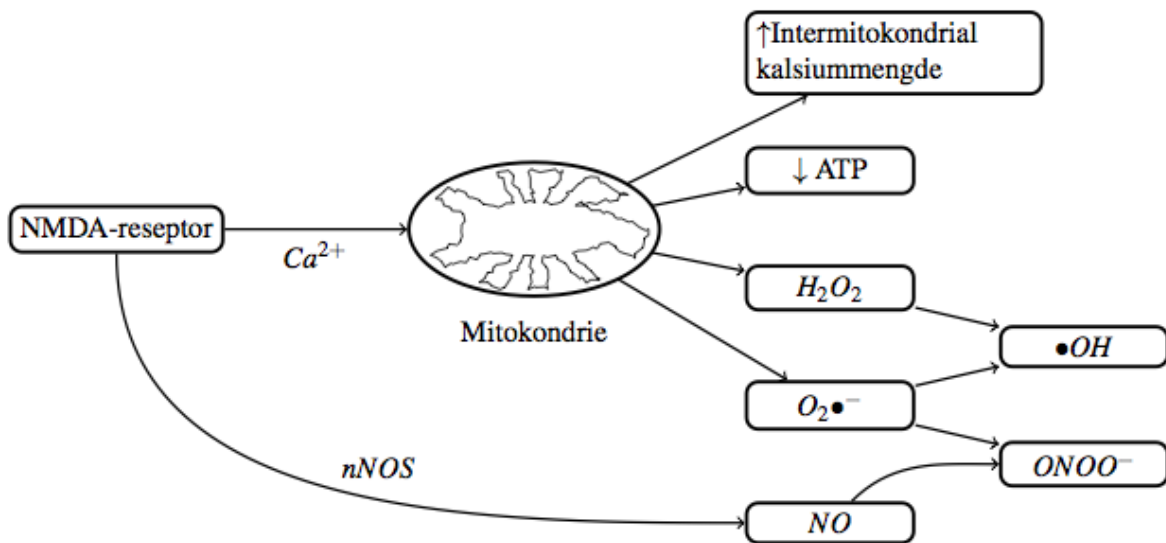 ↑Intermitokondrial
kalsiummengde
↓ ATP
NMDA-reseptor
Ca²⁺
H₂O₂
Mitokondrie
•OH
O₂•⁻
nNOS
ONOO⁻
NO